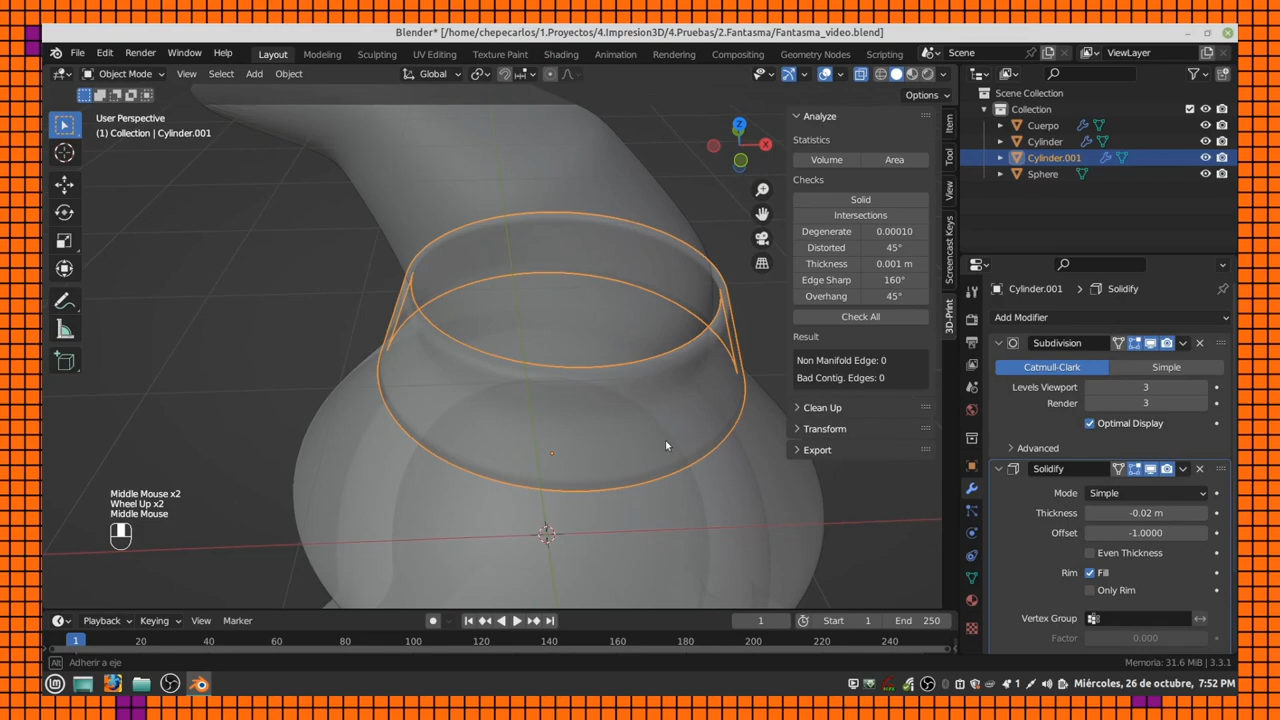 Blender* [/home/chepecarlos/1.Proyectos/4.Impresion3D/4.Pruebas/2.Fantasma/Fantasma_video.blend]
File Edit Render Window Help Layout Modeling Sculpting UV Editing Texture Paint Shading Animation Rendering Compositing Geometry Nodes Scripting Scene ViewLayer
Object Mode View Select Add Object Global
Options
User Perspective
(1) Collection | Cylinder.001
Z
X
Middle Mouse x2
Wheel Up x2
Middle Mouse
Analyze
Statistics
Volume Area
Checks
Solid
Intersections
Degenerate 0.00010
Distorted 45°
Thickness 0.001 m
Edge Sharp 160°
Overhang 45°
Check All
Result
Non Manifold Edge: 0
Bad Contig. Edges: 0
Clean Up
Transform
Export
Item
Tool
View
Screencast Keys
3D-Print
Scene Collection
Collection
Cuerpo
Cylinder
Cylinder.001
Sphere
Cylinder.001 Solidify
Add Modifier
Subdivision
Catmull-Clark Simple
Levels Viewport 3
Render 3
Optimal Display
Advanced
Solidify
Mode Simple
Thickness -0.02 m
Offset -1.0000
Even Thickness
Rim Fill
Only Rim
Vertex Group
Factor 0.000
Playback Keying View Marker 1 Start 1 End 250
1 20 40 60 80 100 120 140 160 180 200 220 240
Alt Adherir a eje Memoria: 31.6 MiB | 3.3.1
1 Miércoles, 26 de octubre, 7:52 PM